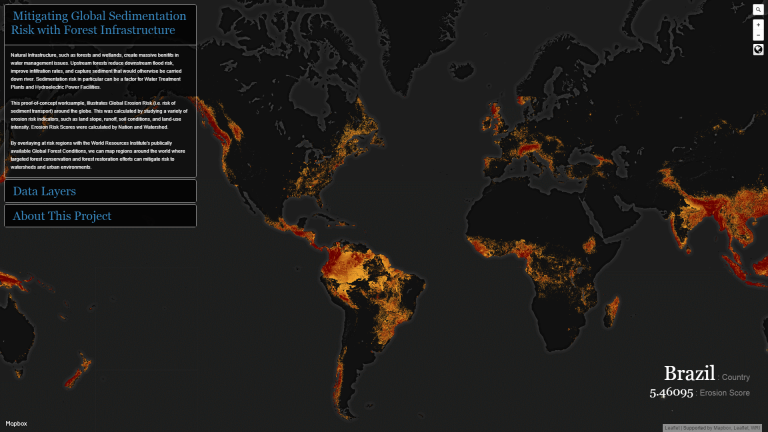 Mitigating Global Sedimentation
Risk with Forest Infrastructure
Natural Infrastructure, such as forests and wetlands, create massive benifits in
water management issues. Upstream forests reduce downstream flood risk,
improve infiltration rates, and capture sediment that would otherwise be carried
down river. Sedimentation risk in particular can be a factor for Water Treatment
Plants and Hydroelectric Power Facilities.
This proof-of-concept workexample, illustrates Global Erosion Risk (i.e. risk of
sediment transport) around the globe. This was calculated by studying a variety of
erosion risk indicators, such as land slope, runoff, soil conditions, and land-use
intensity. Erosion Risk Scores were calculated by Nation and Watershed.
By overlaying at risk regions with the World Resources Institute's publically
available Global Forest Conditions, we can map regions around the world where
targeted forest conservation and forest restoration efforts can mitigate risk to
watersheds and urban environments.
Data Layers
About This Project
+
−
Brazil : Country
5.46095 : Erosion Score
Mapbox
Leaflet | Supported by Mapbox, Leaflet, WRI